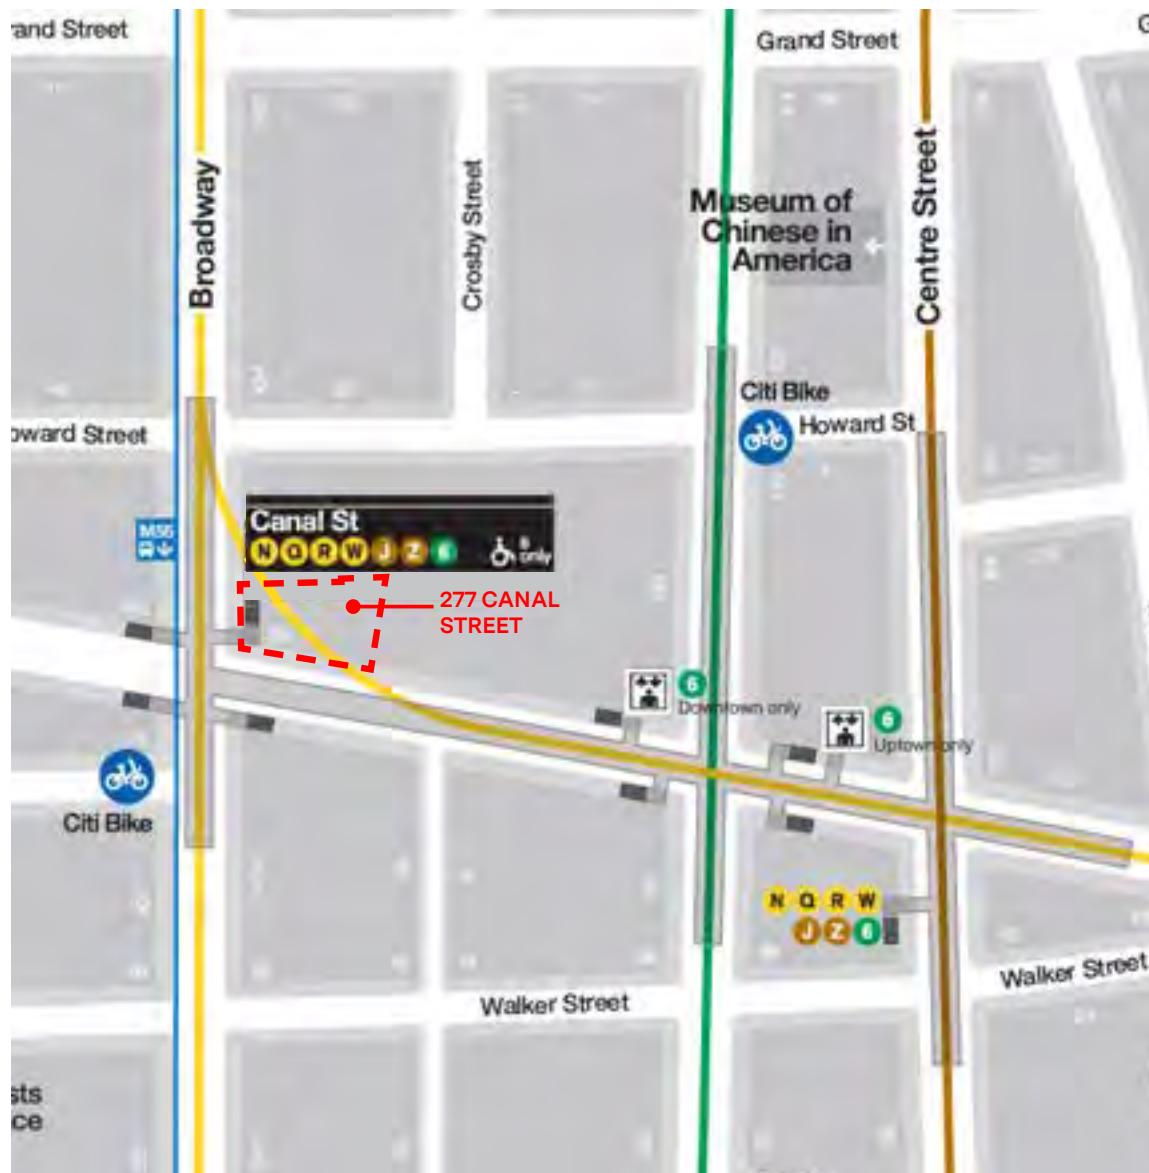 rand Street
Grand Street
G
Broadway
Crosby Street
Museum of
Chinese in
America
Centre Street
Citi Bike
Howard St
oward Street
M55
Canal St
N Q R W J Z 6
6
only
277 CANAL
STREET
6
Downtown only
6
Uptown only
Citi Bike
N Q R W
J Z 6
Walker Street
Walker Street
sts
ce